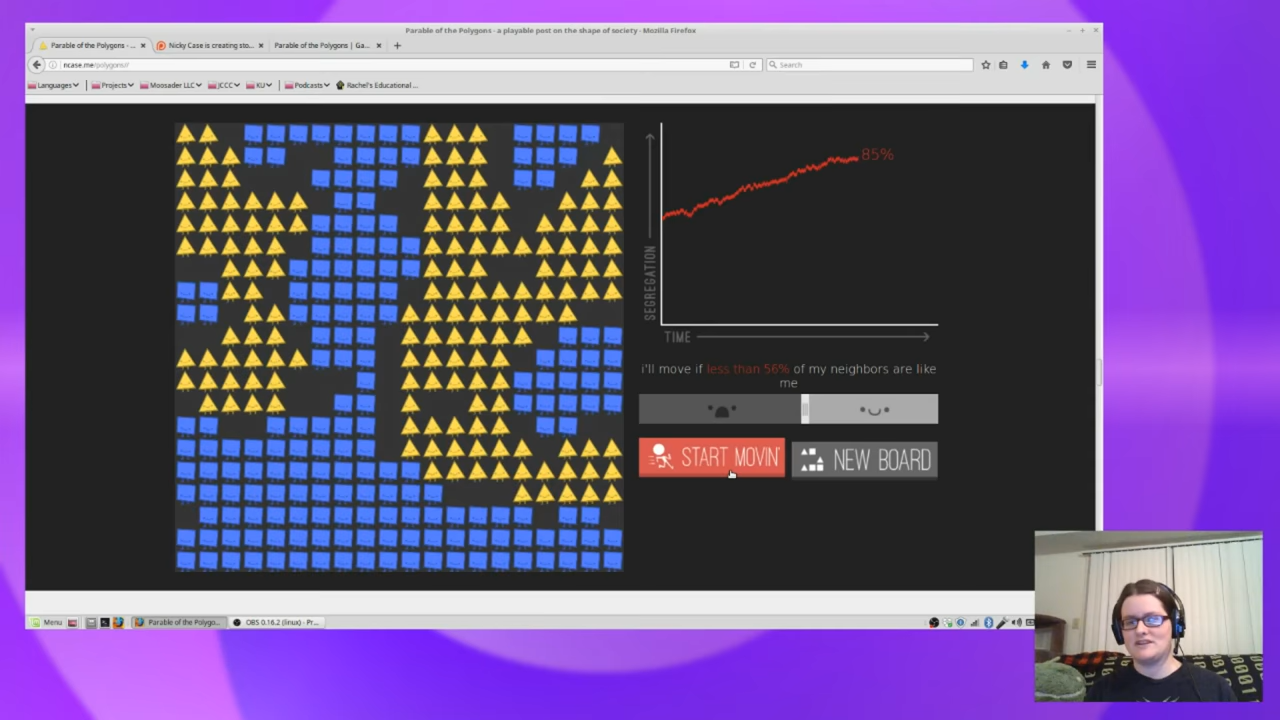 Parable of the Polygons - a playable post on the shape of society - Mozilla Firefox
Parable of the Polygons - ... × Nicky Case is creating sto... × Parable of the Polygons | Ga... × +
ncase.me/polygons/ Search
Languages Projects Moosader LLC JCCC KU Podcasts Rachel's Educational ...
85%
SEGREGATION
TIME
i'll move if less than 56% of my neighbors are like
me
START MOVIN' NEW BOARD
Menu Parable of the Polygo... OBS 0.16.2 (linux) - Pr...